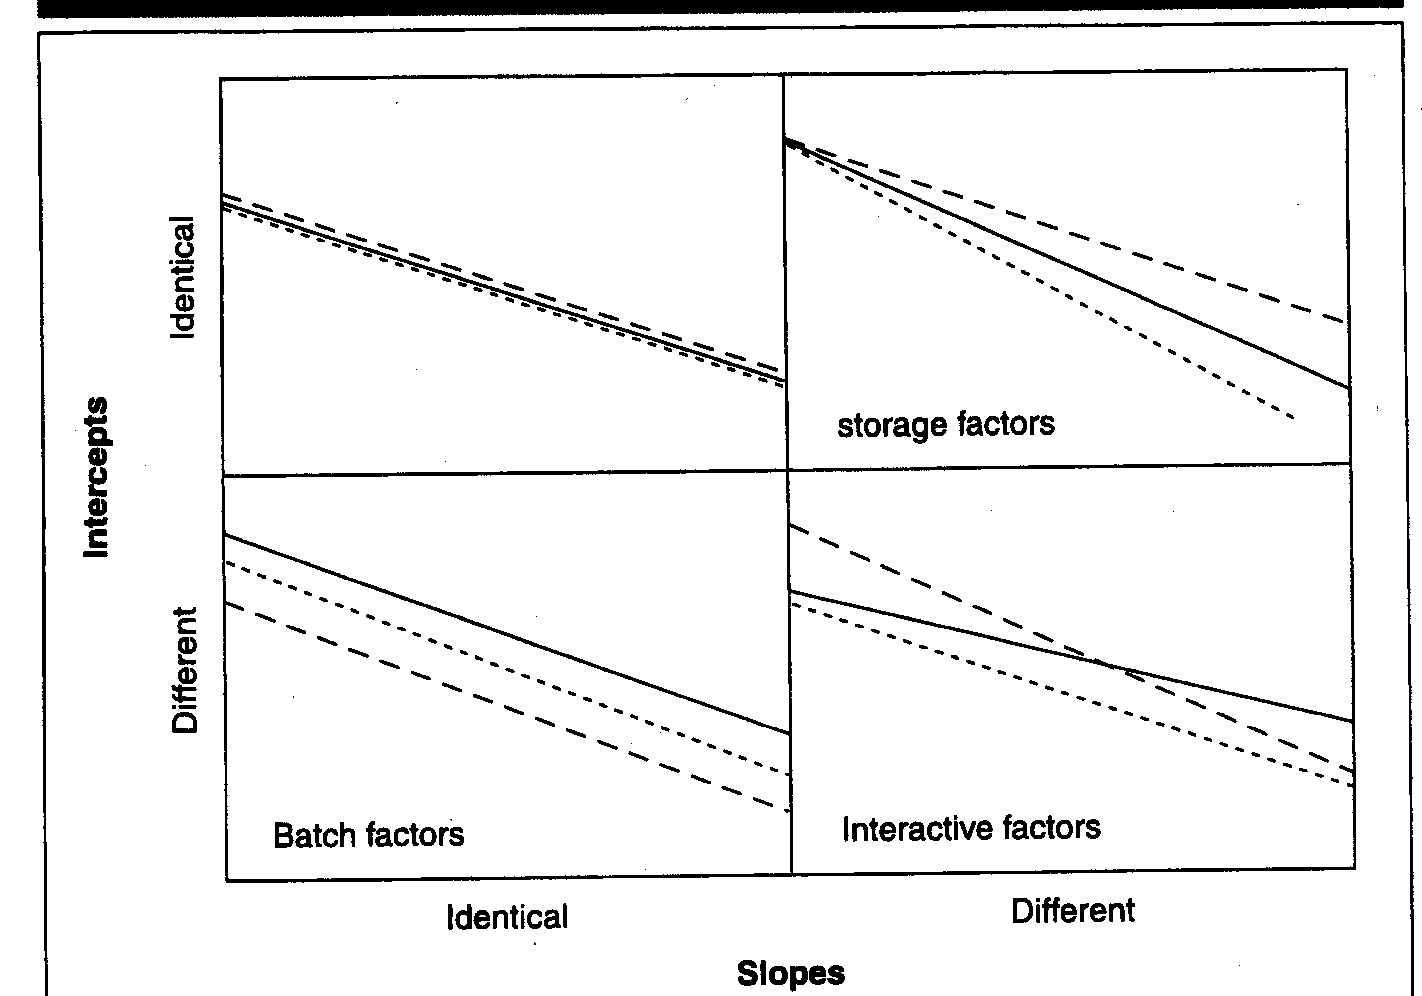 Intercepts
Identical
storage factors
Different
Batch factors
Interactive factors
Identical
Different
Slopes